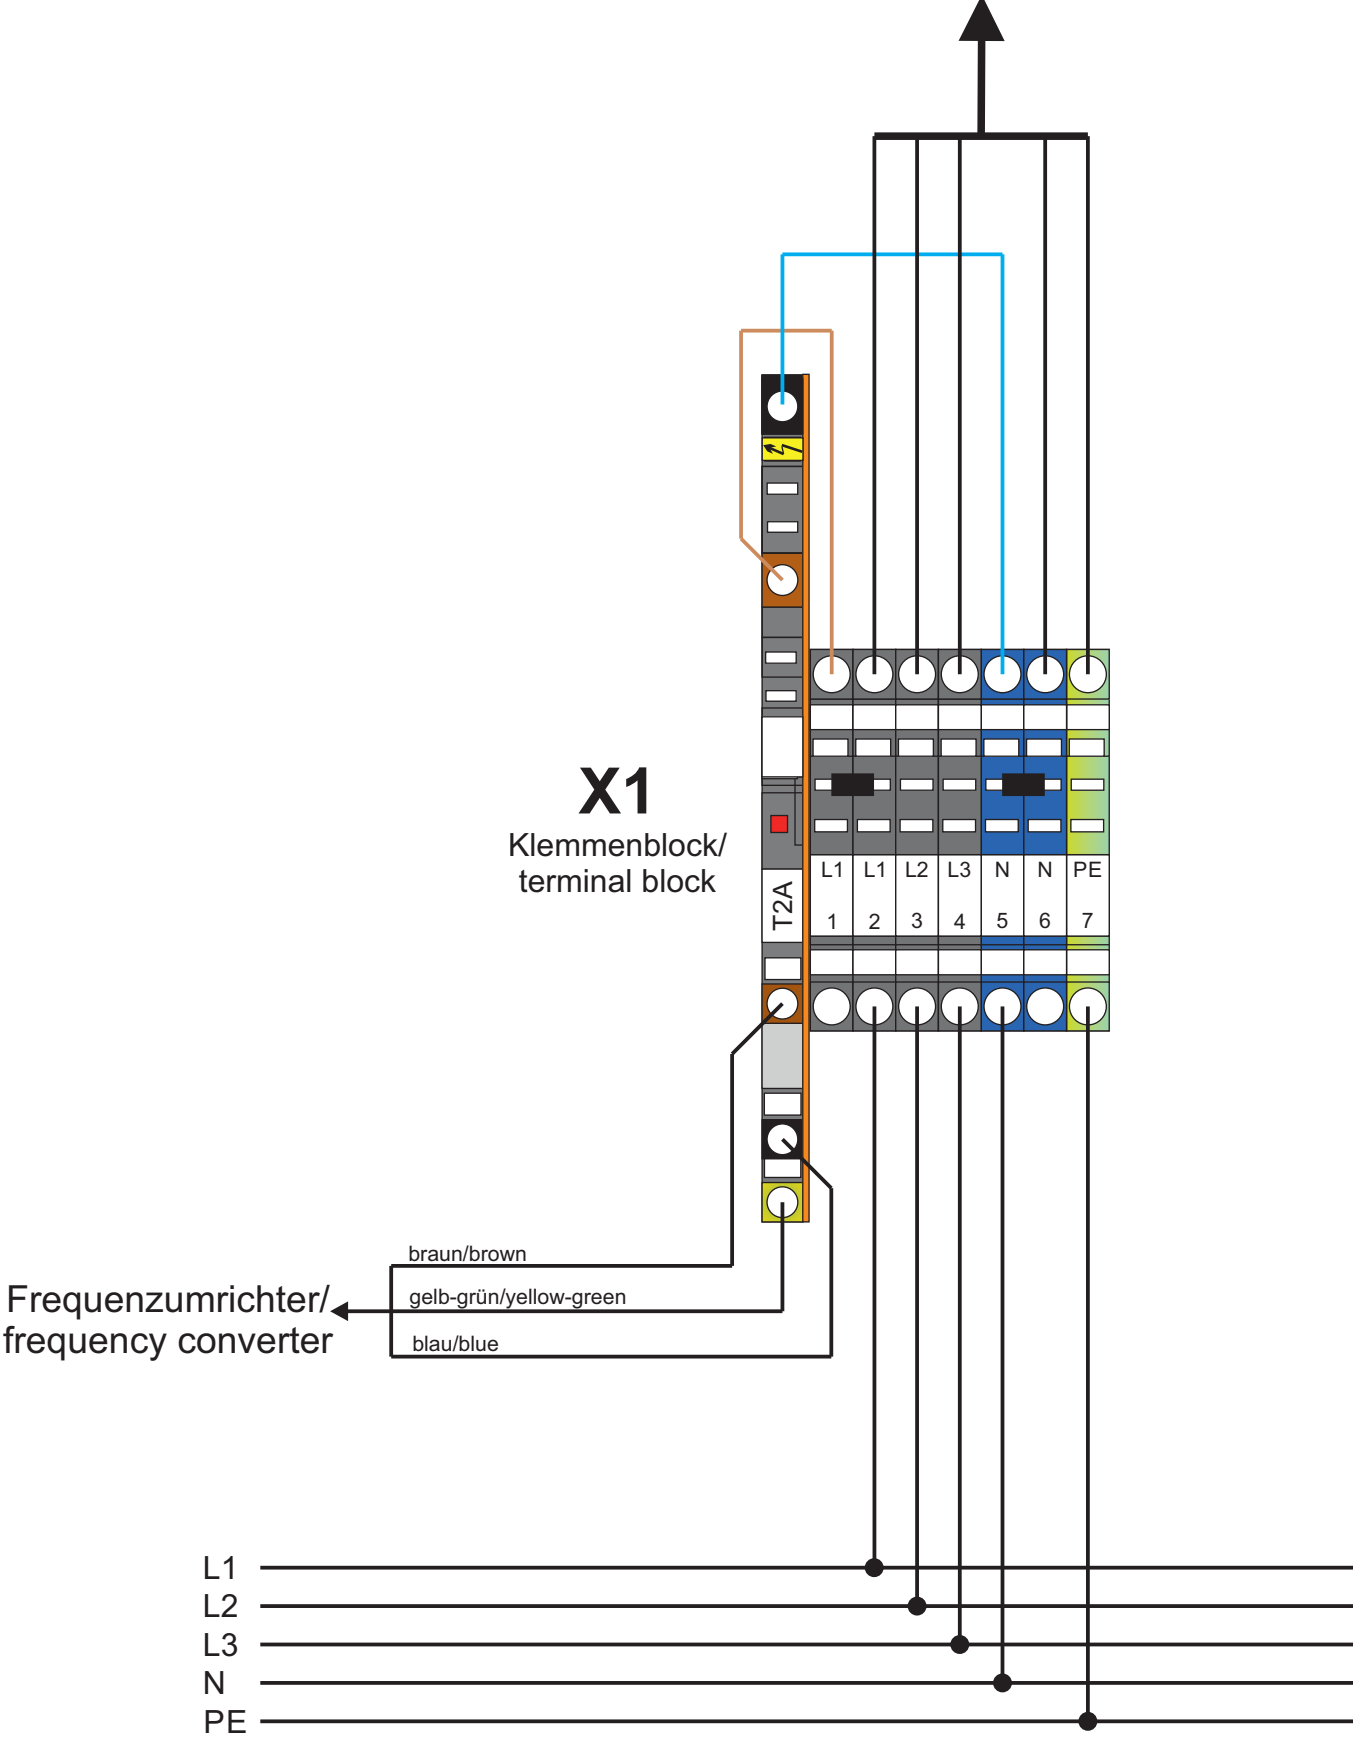 X1
Klemmenblock/
terminal block
T2A
L1 L1 L2 L3 N N PE
1 2 3 4 5 6 7
braun/brown
gelb-grün/yellow-green
blau/blue
Frequenzumrichter/
frequency converter
L1
L2
L3
N
PE